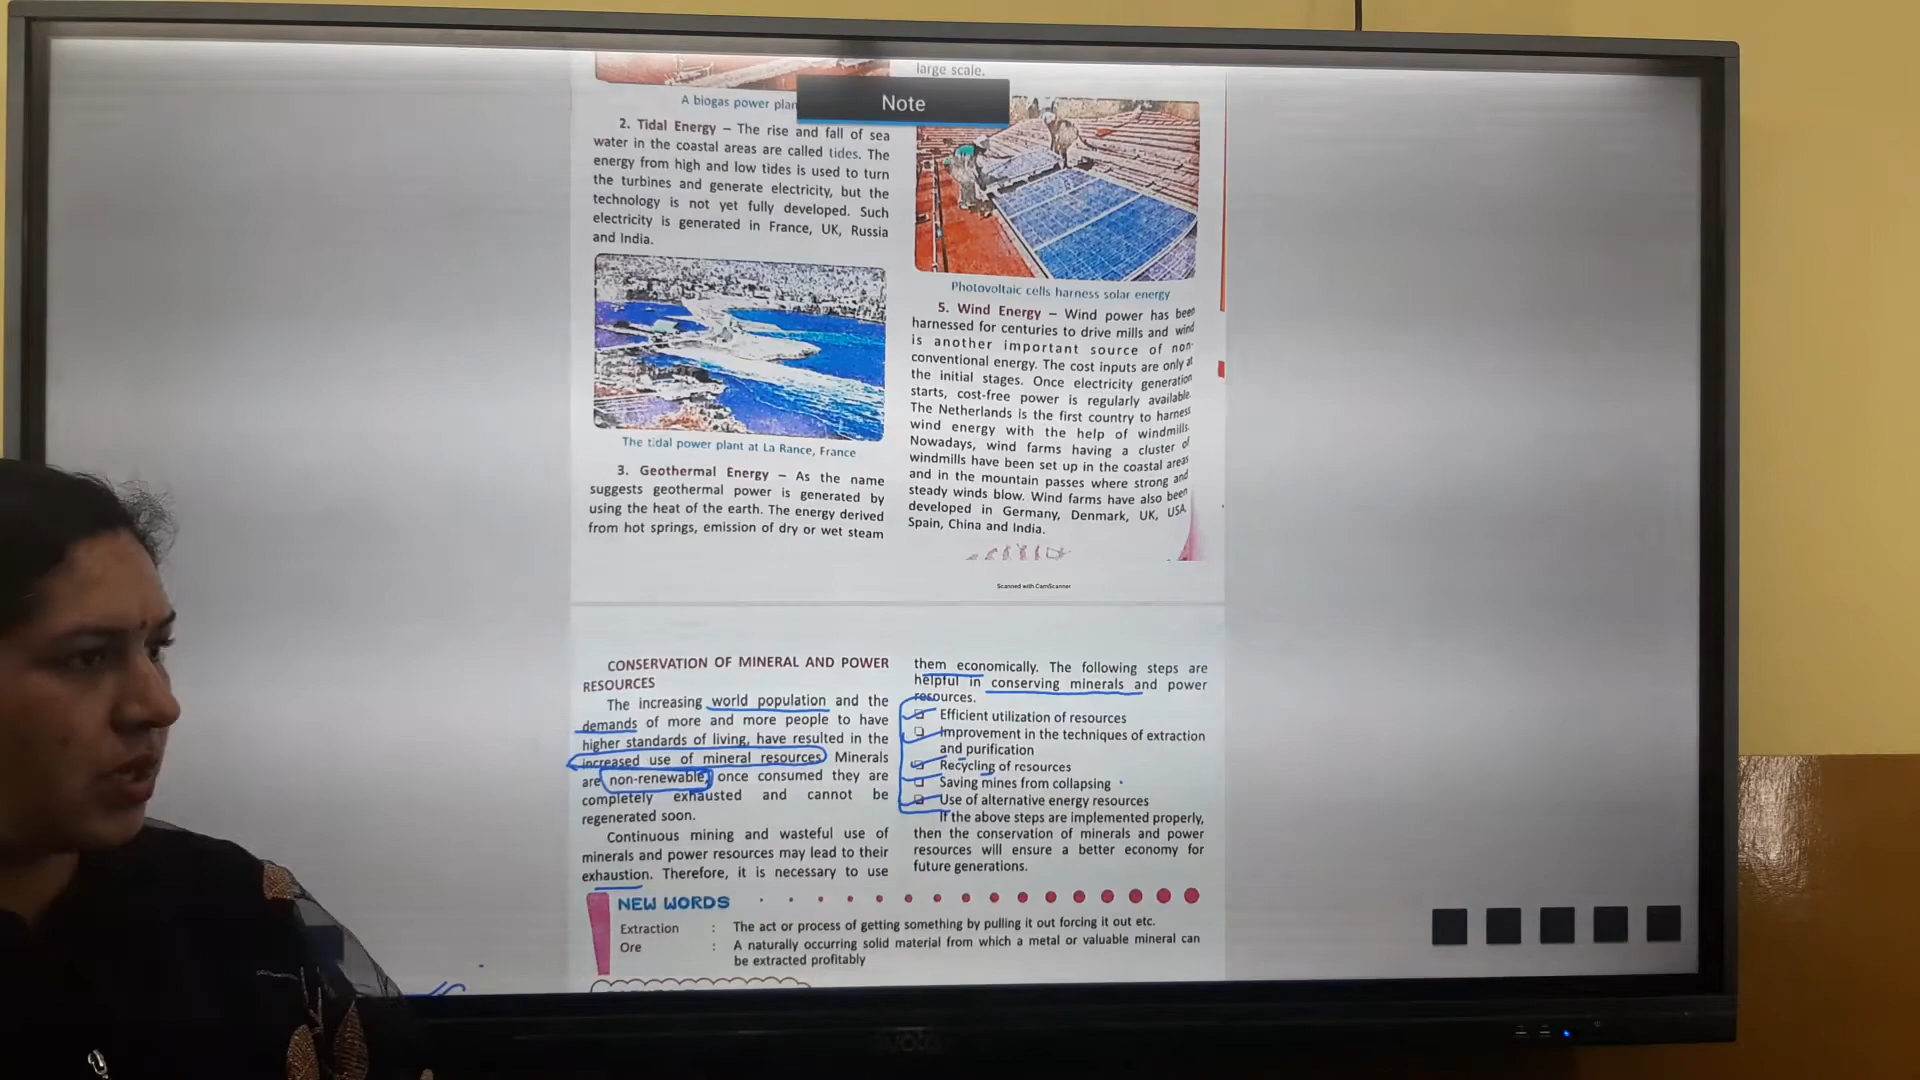 large scale.
Note
A biogas power plan
2. Tidal Energy – The rise and fall of sea
water in the coastal areas are called tides. The
energy from high and low tides is used to turn
the turbines and generate electricity, but the
technology is not yet fully developed. Such
electricity is generated in France, UK, Russia
and India.
The tidal power plant at La Rance, France
3. Geothermal Energy – As the name
suggests geothermal power is generated by
using the heat of the earth. The energy derived
from hot springs, emission of dry or wet steam
Photovoltaic cells harness solar energy
5. Wind Energy – Wind power has been
harnessed for centuries to drive mills and wind
is another important source of non-
conventional energy. The cost inputs are only at
the initial stages. Once electricity generation
starts, cost-free power is regularly available.
The Netherlands is the first country to harness
wind energy with the help of windmills.
Nowadays, wind farms having a cluster of
windmills have been set up in the coastal areas
and in the mountain passes where strong and
steady winds blow. Wind farms have also been
developed in Germany, Denmark, UK, USA,
Spain, China and India.
Scanned with CamScanner
CONSERVATION OF MINERAL AND POWER
RESOURCES
The increasing world population and the
demands of more and more people to have
higher standards of living, have resulted in the
increased use of mineral resources. Minerals
are non-renewable, once consumed they are
completely exhausted and cannot be
regenerated soon.
Continuous mining and wasteful use of
minerals and power resources may lead to their
exhaustion. Therefore, it is necessary to use
them economically. The following steps are
helpful in conserving minerals and power
resources.
Efficient utilization of resources
Improvement in the techniques of extraction
and purification
Recycling of resources
Saving mines from collapsing
Use of alternative energy resources
If the above steps are implemented properly,
then the conservation of minerals and power
resources will ensure a better economy for
future generations.
NEW WORDS
Extraction : The act or process of getting something by pulling it out forcing it out etc.
Ore : A naturally occurring solid material from which a metal or valuable mineral can
be extracted profitably